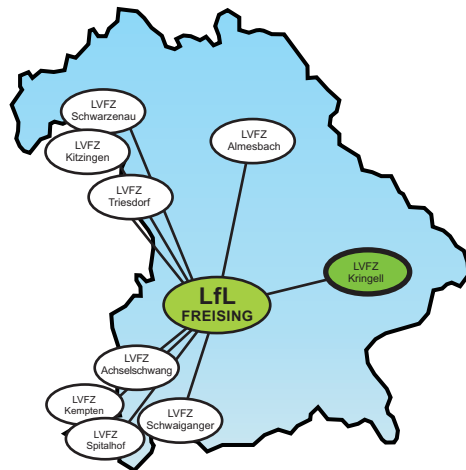 LVFZ
Schwarzenau
LVFZ
Kitzingen
LVFZ
Almesbach
LVFZ
Triesdorf
LVFZ
Kringell
LfL
FREISING
LVFZ
Achselschwang
LVFZ
Kempten
LVFZ
Schwaiganger
LVFZ
Spitalhof